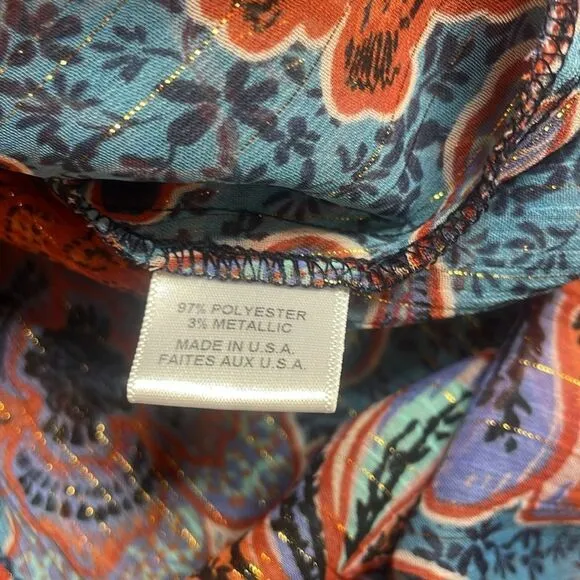 97% POLYESTER
3% METALLIC
MADE IN U.S.A.
FAITES AUX U.S.A.